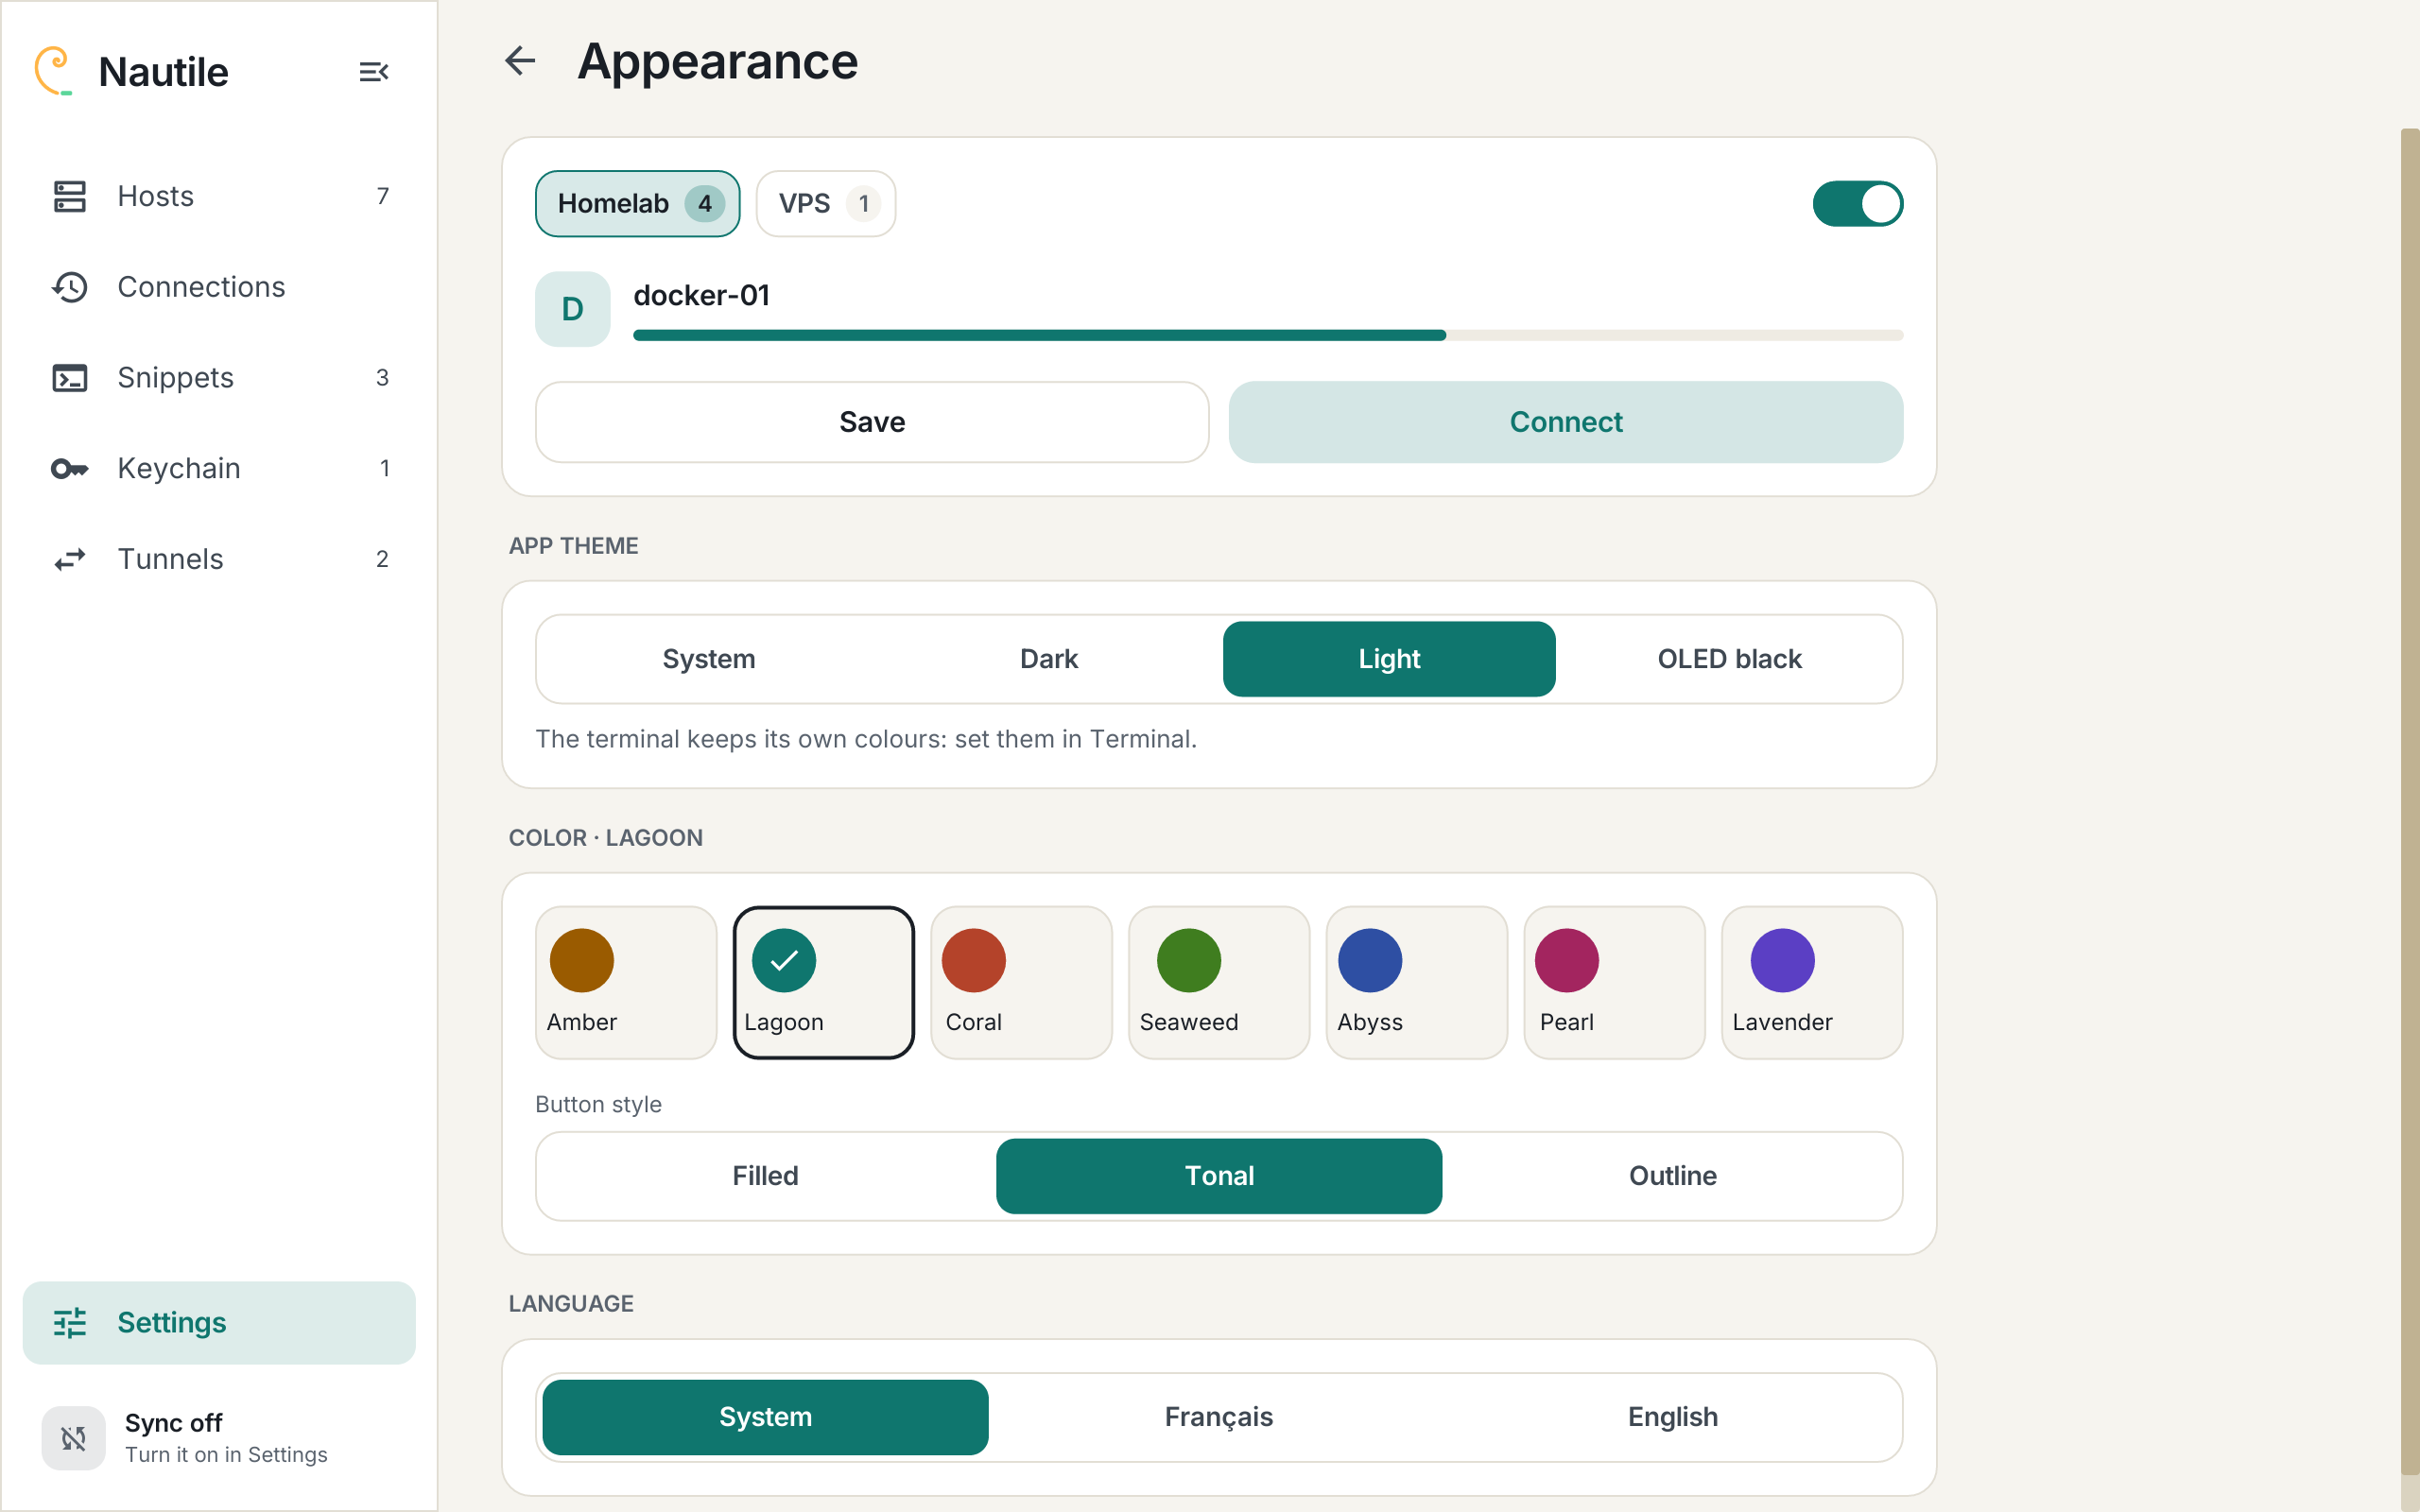 Nautile
Hosts 7
Connections
Snippets 3
Keychain 1
Tunnels 2
Settings
Sync off
Turn it on in Settings
Appearance
Homelab 4 VPS 1
D docker-01
Save Connect
APP THEME
System Dark Light OLED black
The terminal keeps its own colours: set them in Terminal.
COLOR · LAGOON
Amber Lagoon Coral Seaweed Abyss Pearl Lavender
Button style
Filled Tonal Outline
LANGUAGE
System Français English